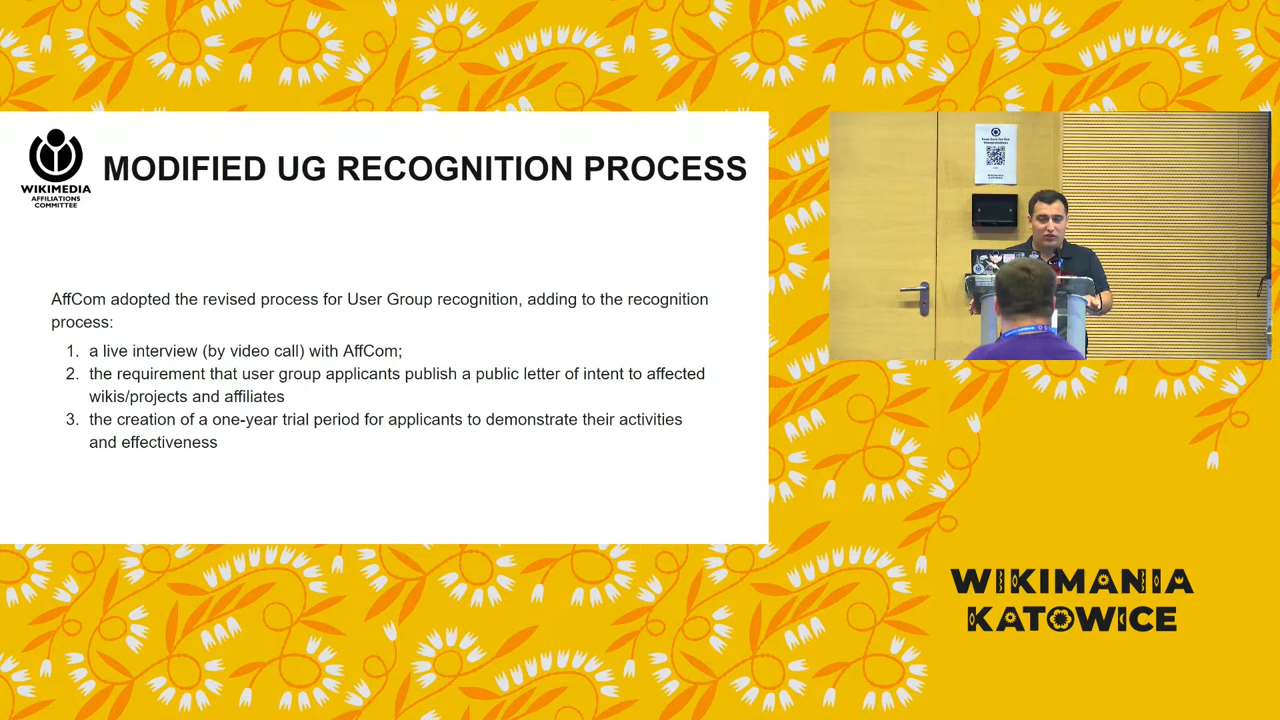 WIKIMEDIA
AFFILIATIONS
COMMITTEE
MODIFIED UG RECOGNITION PROCESS
AffCom adopted the revised process for User Group recognition, adding to the recognition
process:
1. a live interview (by video call) with AffCom;
2. the requirement that user group applicants publish a public letter of intent to affected
wikis/projects and affiliates
3. the creation of a one-year trial period for applicants to demonstrate their activities
and effectiveness
WIKIMANIA
KATOWICE